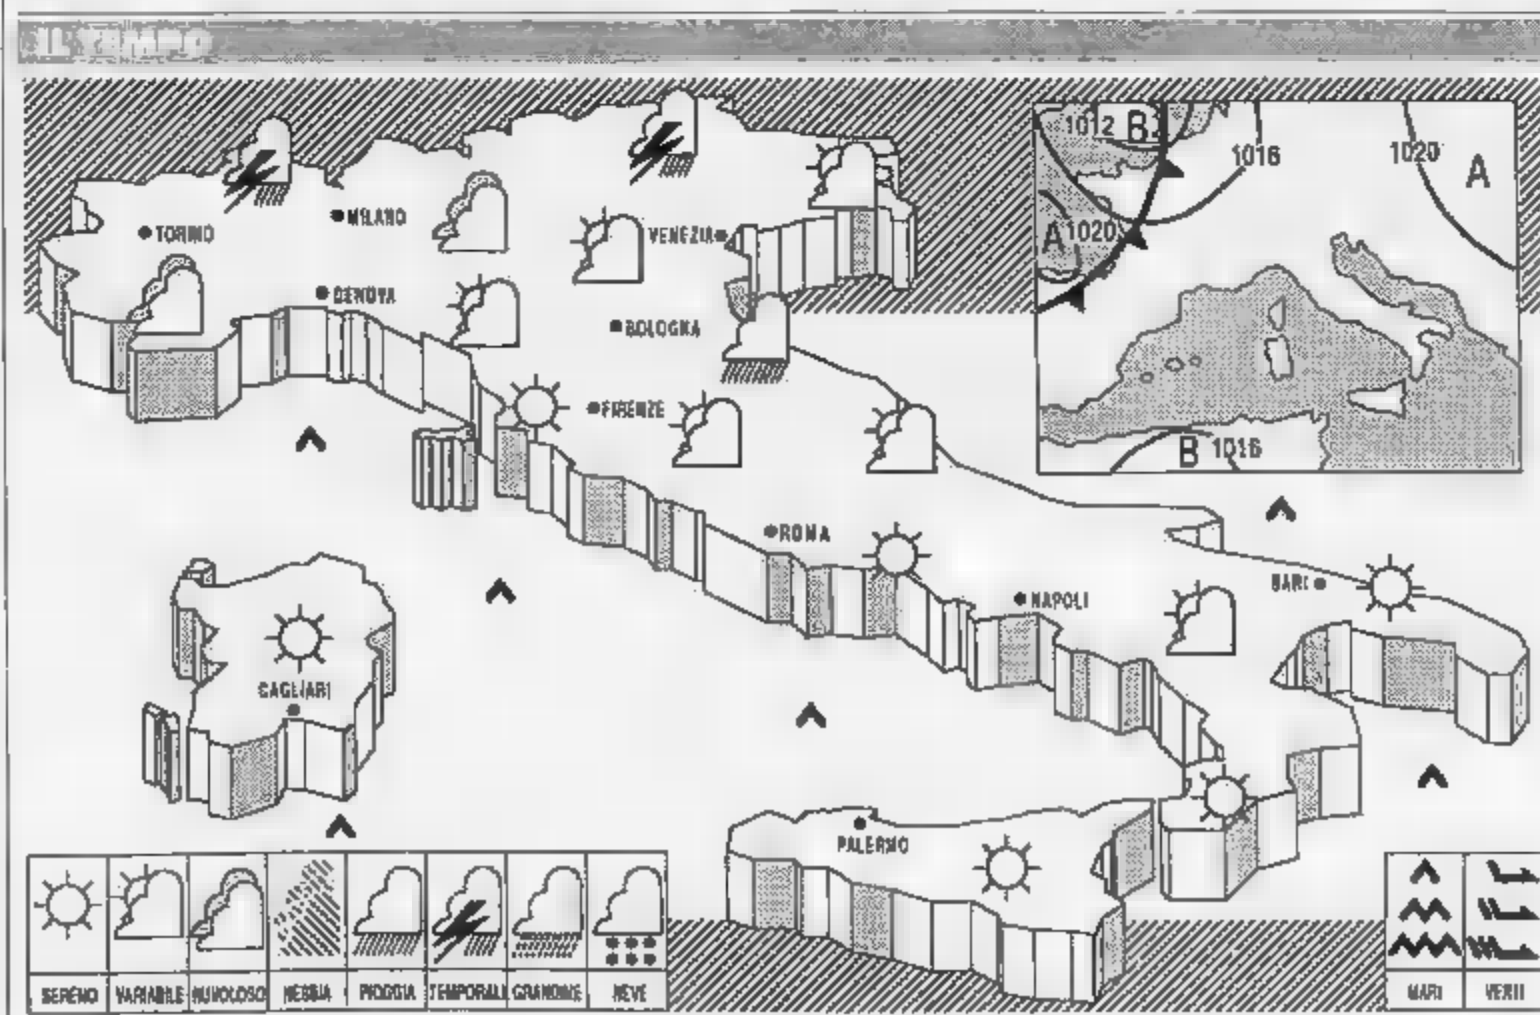 IL TEMPO
1012 B
1016
1020
A
A 1020
B 1016
TORINO
MILANO
VENEZIA
GENOVA
BOLOGNA
FIRENZE
ROMA
NAPOLI
BARI
CAGLIARI
PALERMO
SERENO VARIABILE NUVOLOSO NEBBIA PIOGGIA TEMPORALI GRANDINE NEVE
MARI VENTI